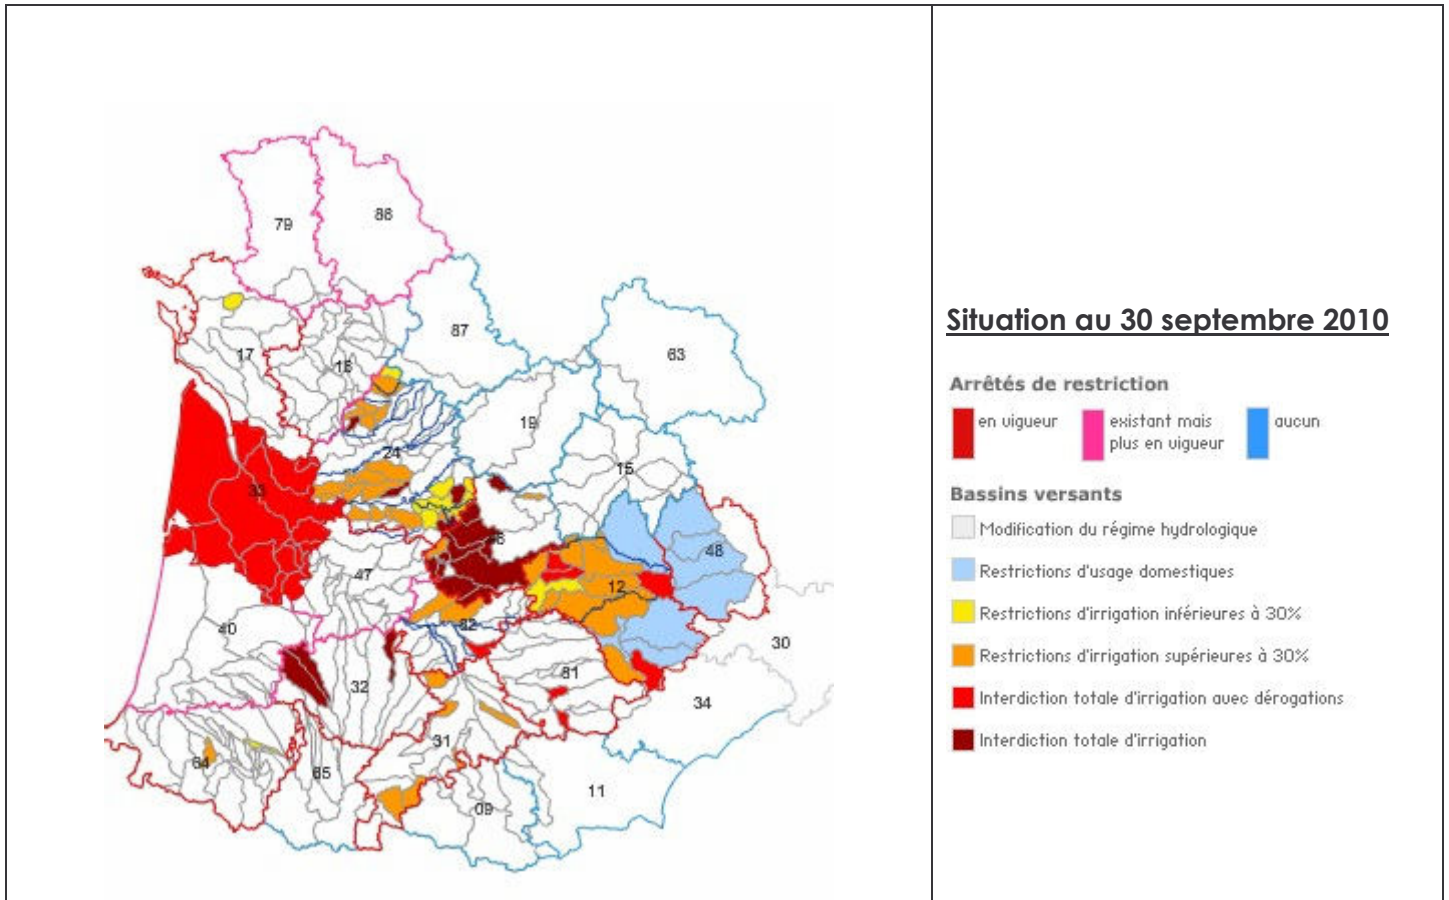 79
86
87
63
17
16
19
24
15
33
48
47
12
40
82
30
81
32
34
31
64
65
11
09
Situation au 30 septembre 2010
Arrêtés de restriction
en vigueur
existant mais
plus en vigueur
aucun
Bassins versants
Modification du régime hydrologique
Restrictions d'usage domestiques
Restrictions d'irrigation inférieures à 30%
Restrictions d'irrigation supérieures à 30%
Interdiction totale d'irrigation avec dérogations
Interdiction totale d'irrigation